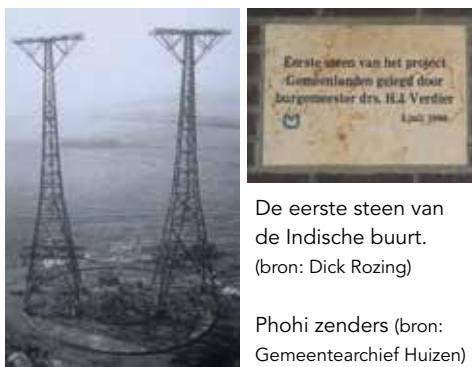 Eerste steen van het project
Gemeenlanden gelegd door
burgemeester drs. H.J. Verdier
De eerste steen van
de Indische buurt.
(bron: Dick Rozing)
Phohi zenders (bron:
Gemeentearchief Huizen)